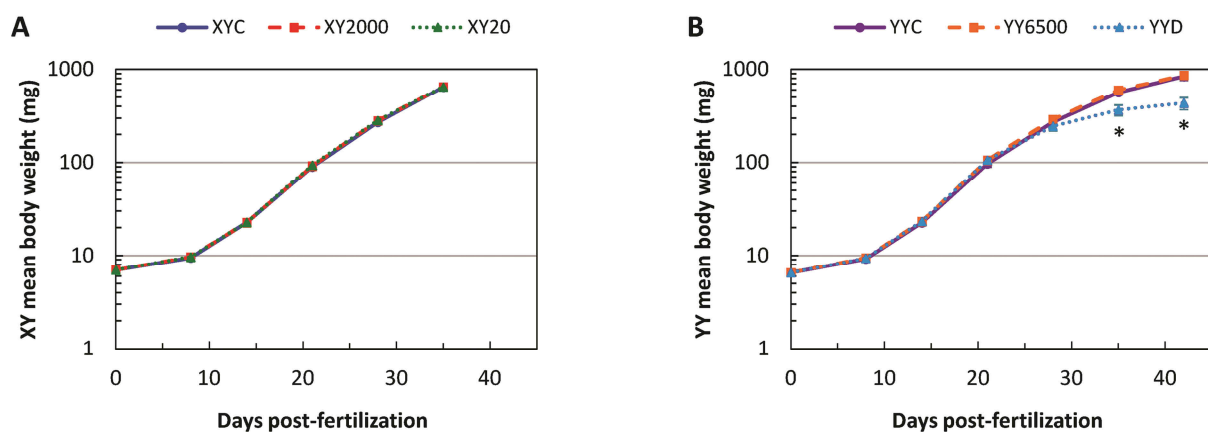 A
XYC XY2000 XY20
XY mean body weight (mg)
1000
100
10
1
0 10 20 30 40
Days post-fertilization
B
YYC YY6500 YYD
YY mean body weight (mg)
1000
100
10
1
* *
0 10 20 30 40
Days post-fertilization